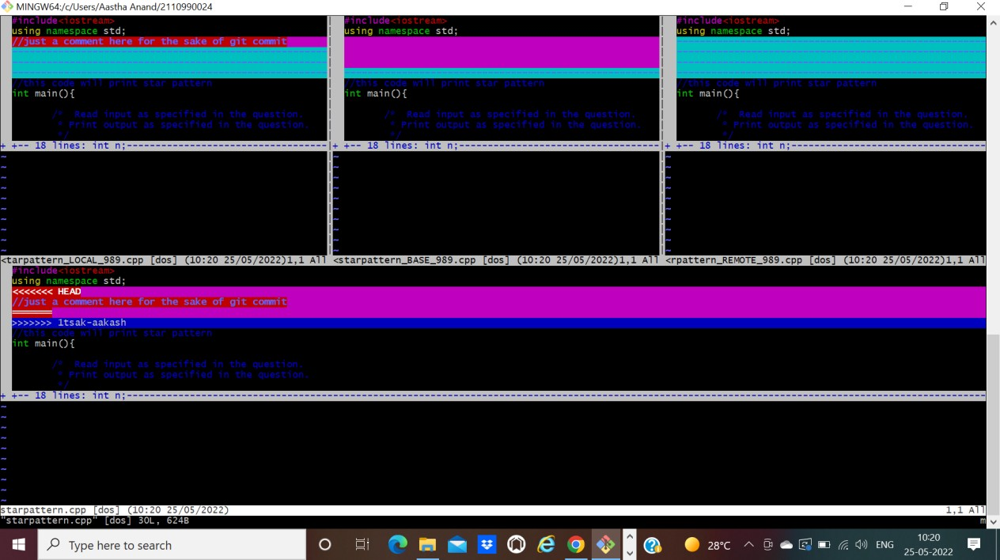 MINGW64:/c/Users/Aastha Anand/2110990024
#include<iostream>
using namespace std;
//just a comment here for the sake of git commit
//this code will print star pattern
int main(){
/* Read input as specified in the question.
* Print output as specified in the question.
*/
+ +-- 18 lines: int n;
~
~
~
~
~
~
~
~
~
~
<tarpattern_LOCAL_989.cpp [dos] (10:20 25/05/2022)1,1 All
#include<iostream>
using namespace std;
//this code will print star pattern
int main(){
/* Read input as specified in the question.
* Print output as specified in the question.
*/
+ +-- 18 lines: int n;
~
~
~
~
~
~
~
~
~
~
<starpattern_BASE_989.cpp [dos] (10:20 25/05/2022)1,1 All
#include<iostream>
using namespace std;
//this code will print star pattern
int main(){
/* Read input as specified in the question.
* Print output as specified in the question.
*/
+ +-- 18 lines: int n;
~
~
~
~
~
~
~
~
~
~
<rpattern_REMOTE_989.cpp [dos] (10:20 25/05/2022)1,1 All
#include<iostream>
using namespace std;
<<<<<<< HEAD
//just a comment here for the sake of git commit
=======
>>>>>>> 1tsak-aakash
//this code will print star pattern
int main(){
/* Read input as specified in the question.
* Print output as specified in the question.
*/
+ +-- 18 lines: int n;
~
~
~
~
~
~
~
~
~
~
starpattern.cpp [dos] (10:20 25/05/2022) 1,1 All
"starpattern.cpp" [dos] 30L, 624B
Type here to search
28°C
ENG
10:20
25-05-2022